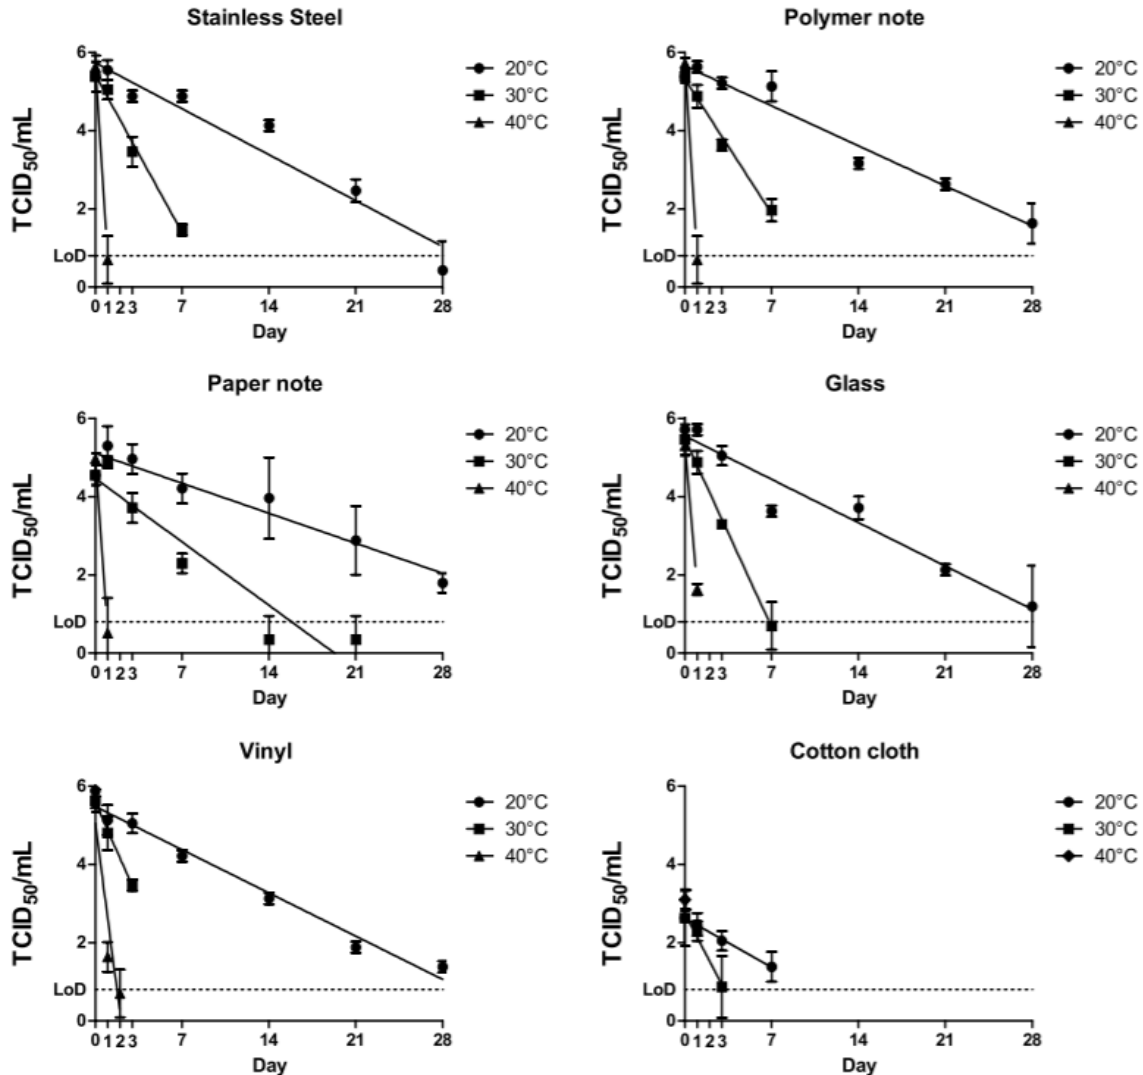 Stainless Steel
TCID50/mL
6
4
2
LoD
0
0 1 2 3 7 14 21 28
Day
20°C
30°C
40°C
Polymer note
TCID50/mL
6
4
2
LoD
0
0 1 2 3 7 14 21 28
Day
20°C
30°C
40°C
Paper note
TCID50/mL
6
4
2
LoD
0
0 1 2 3 7 14 21 28
Day
20°C
30°C
40°C
Glass
TCID50/mL
6
4
2
LoD
0
0 1 2 3 7 14 21 28
Day
20°C
30°C
40°C
Vinyl
TCID50/mL
6
4
2
LoD
0
0 1 2 3 7 14 21 28
Day
20°C
30°C
40°C
Cotton cloth
TCID50/mL
6
4
2
LoD
0
0 1 2 3 7 14 21 28
Day
20°C
30°C
40°C